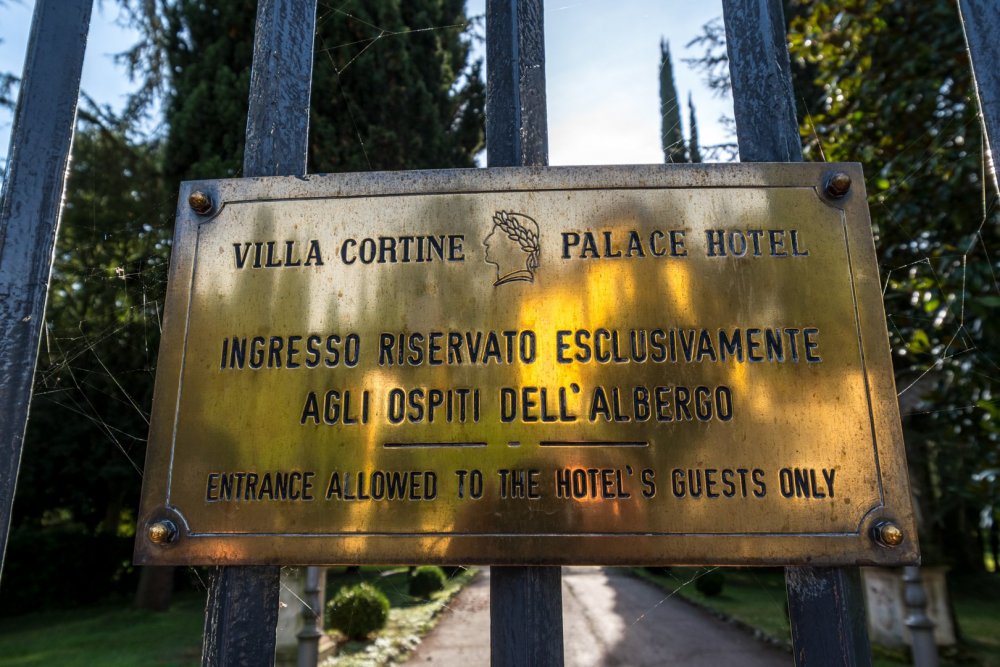 VILLA CORTINE PALACE HOTEL
INGRESSO RISERVATO ESCLUSIVAMENTE
AGLI OSPITI DELL'ALBERGO
ENTRANCE ALLOWED TO THE HOTEL'S GUESTS ONLY